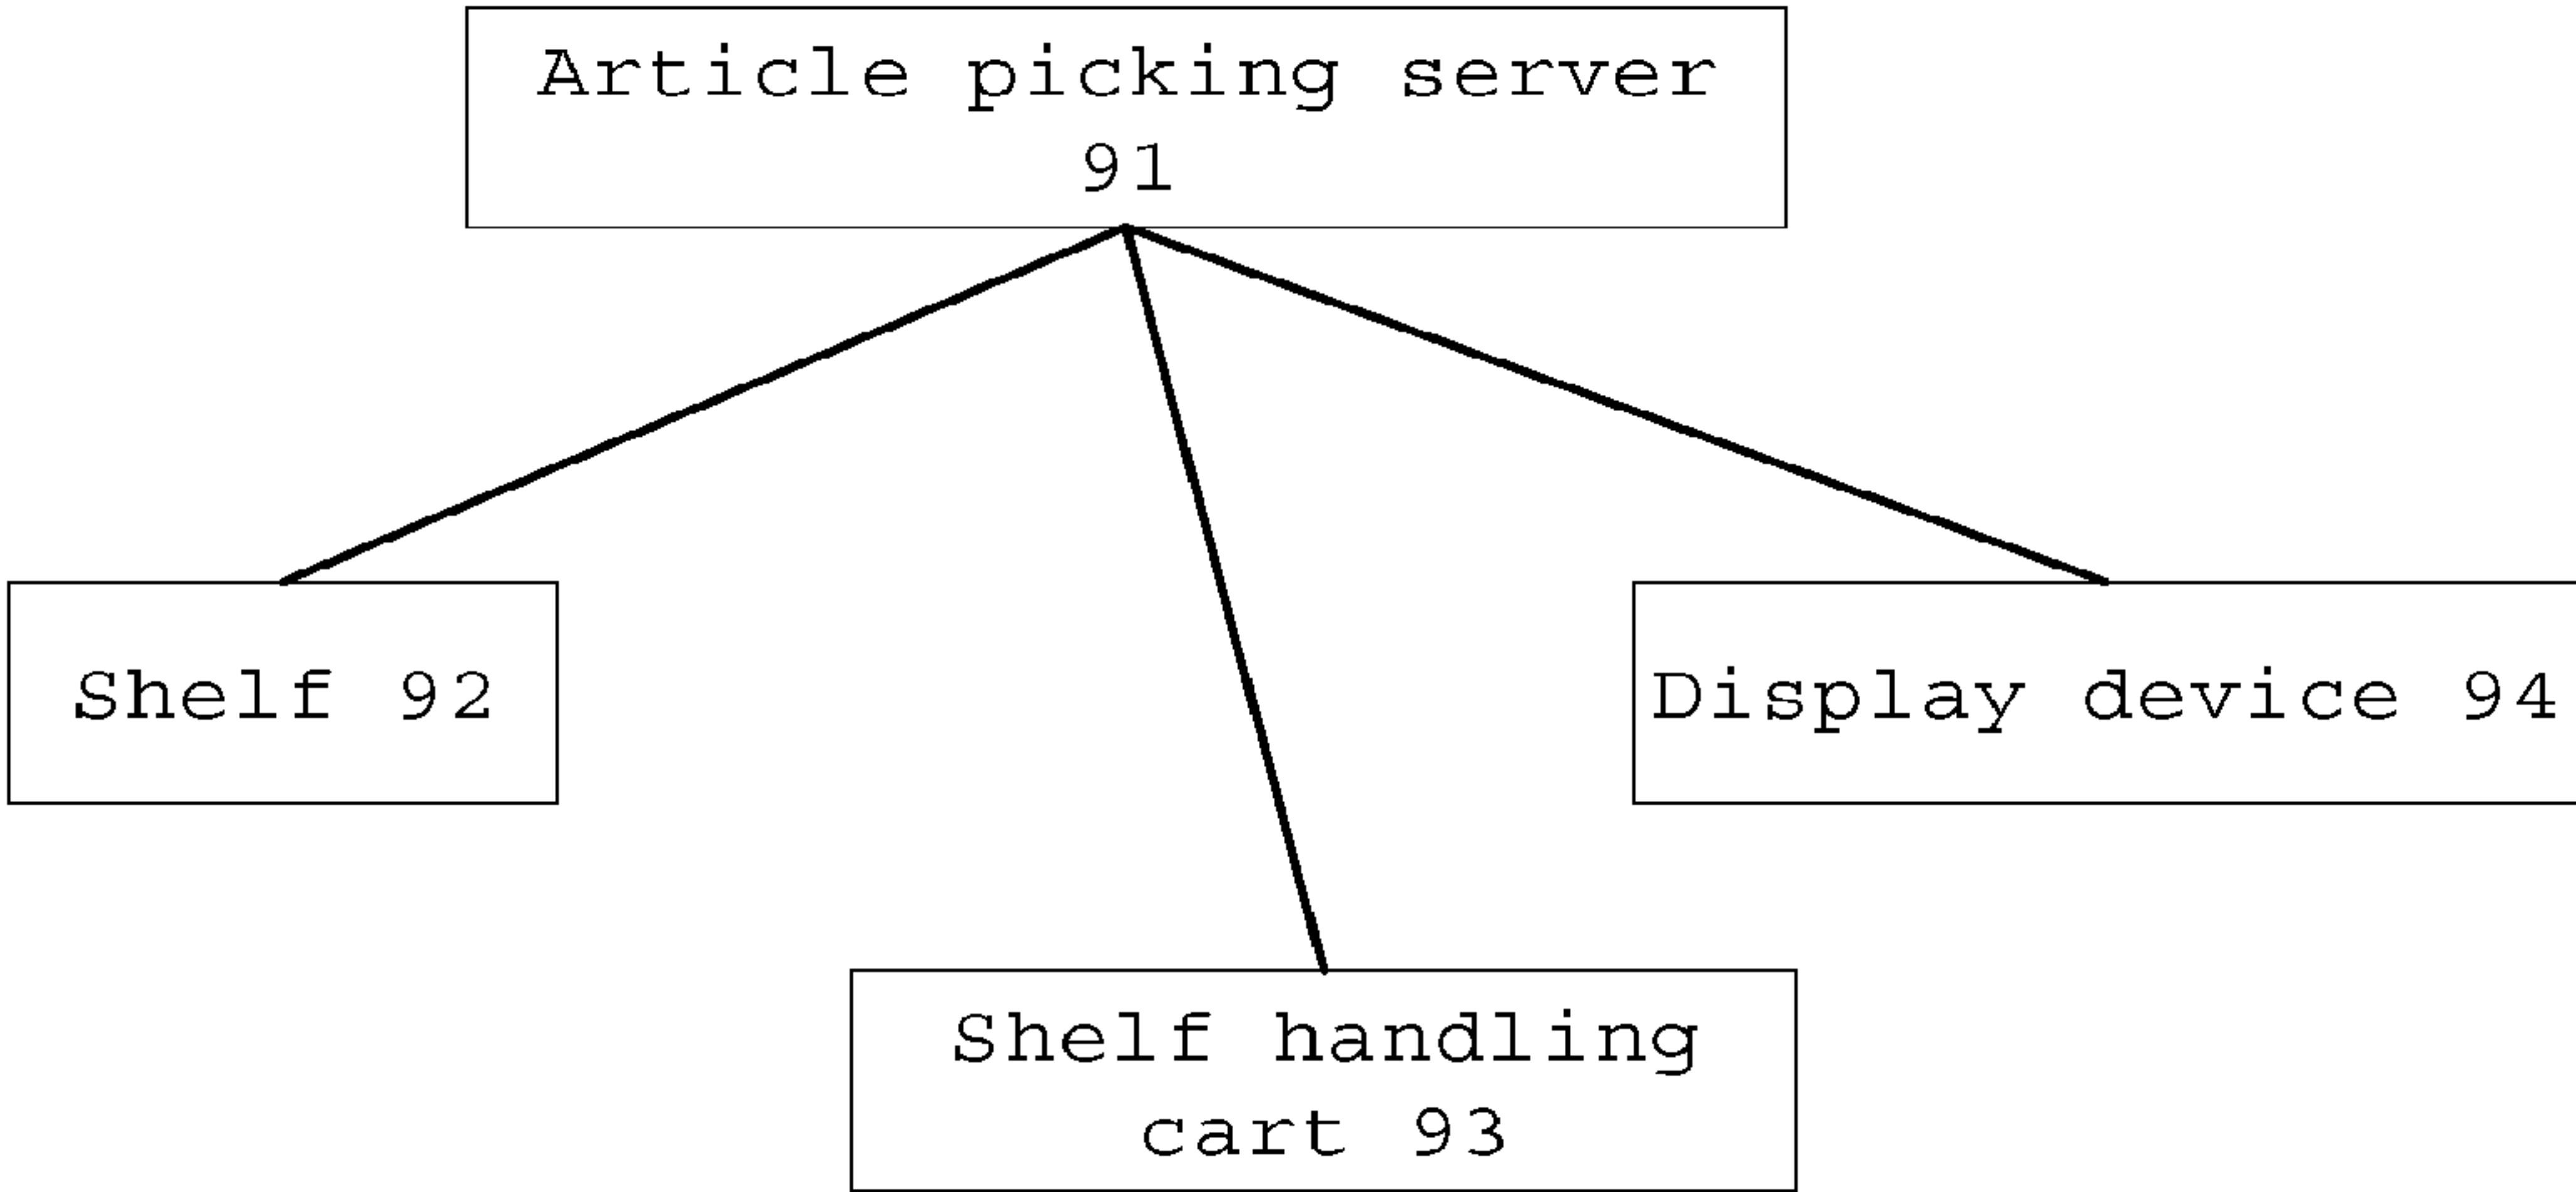 Article picking server
91
Shelf 92
Display device 94
Shelf handling
cart 93